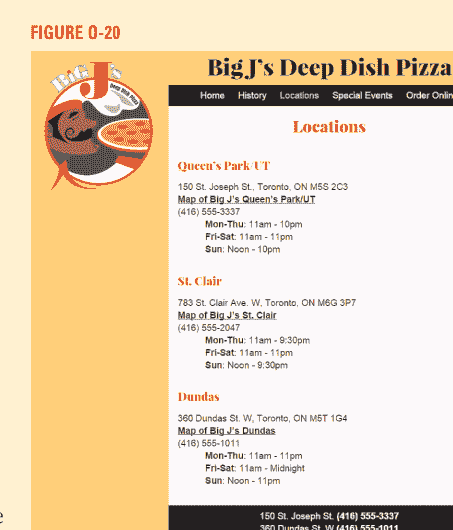 FIGURE O-20
Big J's
DEEP DISH PIZZA
Big J's Deep Dish Pizza
Home History Locations Special Events Order Onlin
Locations
Queen's Park/UT
150 St. Joseph St., Toronto, ON M5S 2C3
Map of Big J's Queen's Park/UT
(416) 555-3337
Mon-Thu: 11am - 10pm
Fri-Sat: 11am - 11pm
Sun: Noon - 10pm
St. Clair
783 St. Clair Ave. W, Toronto, ON M6G 3P7
Map of Big J's St. Clair
(416) 555-2047
Mon-Thu: 11am - 9:30pm
Fri-Sat: 11am - 11pm
Sun: Noon - 9:30pm
Dundas
360 Dundas St. W, Toronto, ON M5T 1G4
Map of Big J's Dundas
(416) 555-1011
Mon-Thu: 11am - 11pm
Fri-Sat: 11am - Midnight
Sun: Noon - 11pm
e
150 St. Joseph St. (416) 555-3337
360 Dundas St. W (416) 555-1011